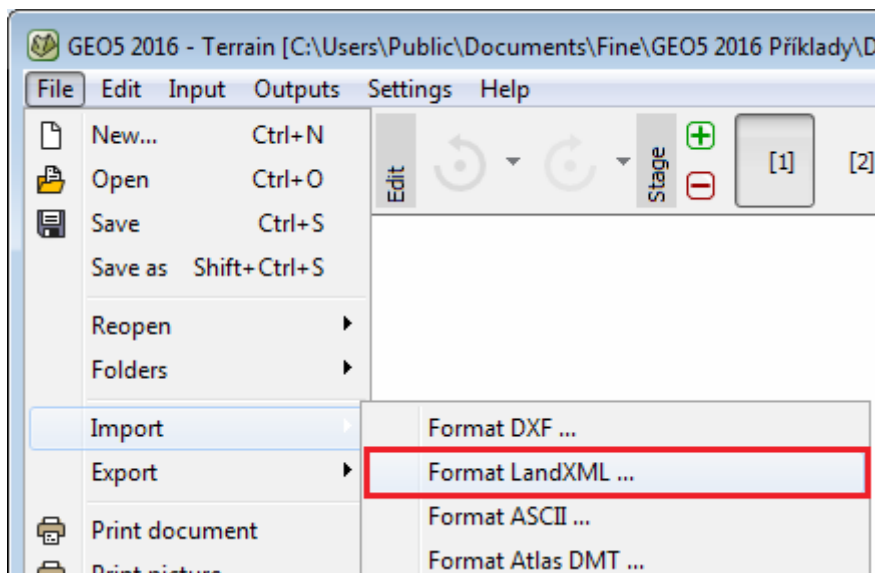 GEO5 2016 - Terrain [C:\Users\Public\Documents\Fine\GEO5 2016 Příklady\D
File Edit Input Outputs Settings Help
New... Ctrl+N
Open Ctrl+O
Save Ctrl+S
Save as Shift+Ctrl+S
Reopen
Folders
Import
Export
Print document
Print picture
Edit
Stage
[1] [2]
Format DXF ...
Format LandXML ...
Format ASCII ...
Format Atlas DMT ...